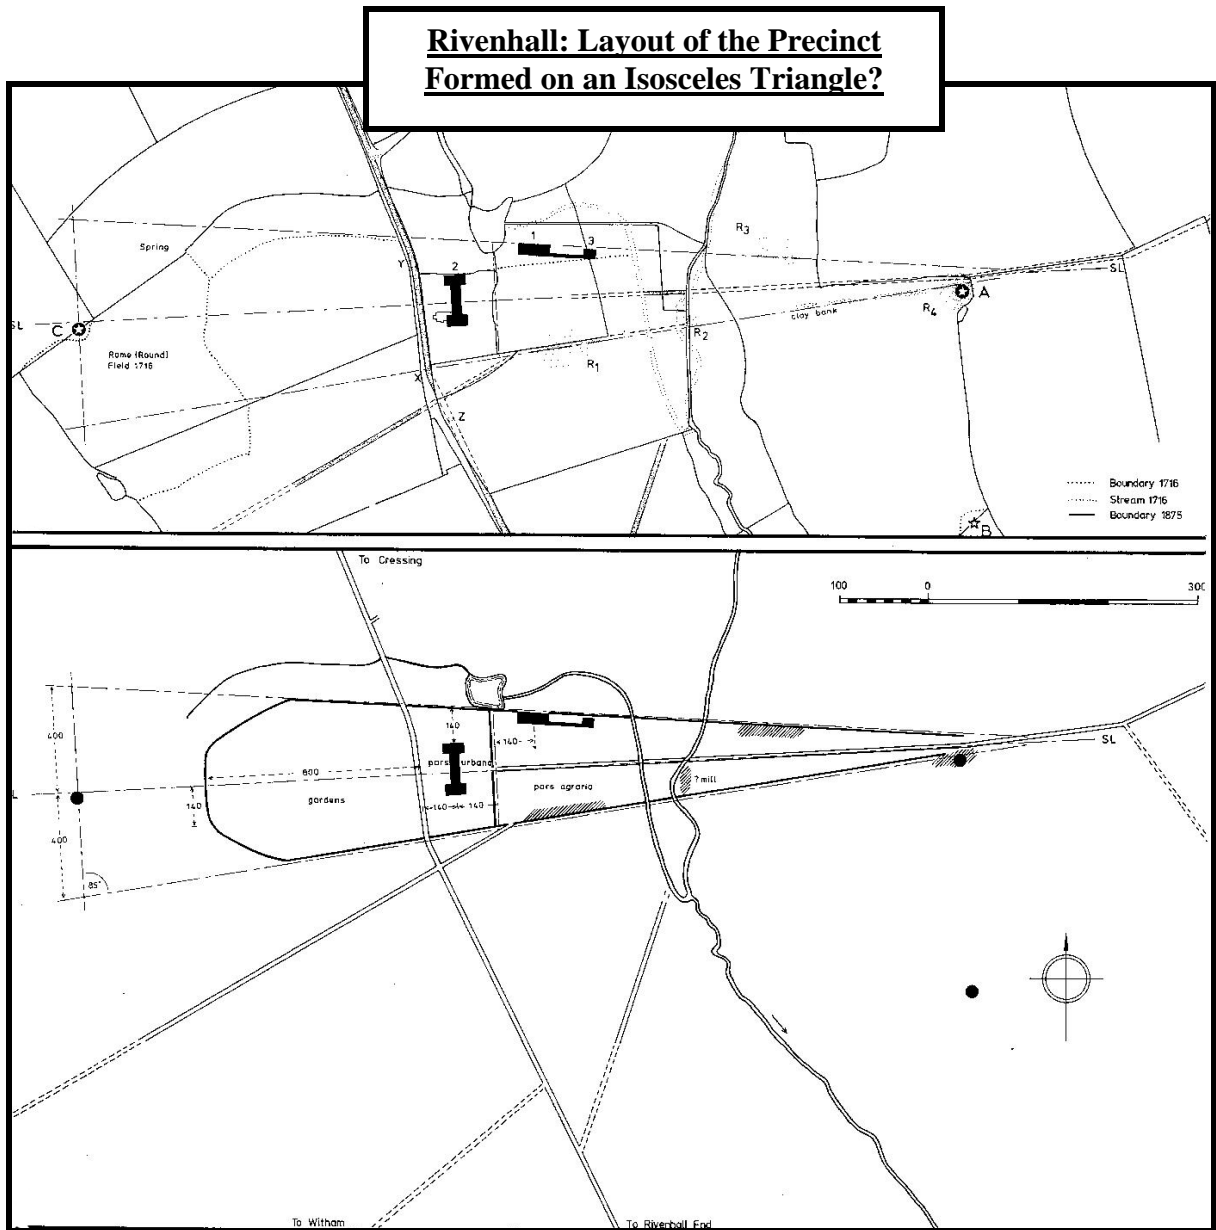 Rivenhall: Layout of the Precinct
Formed on an Isosceles Triangle?
Spring
1
3
R3
Y
2
SL
A
SL
C
R4
clay bank
Rome (Round)
Field 1716
R2
R1
X
Z
Boundary 1716
Stream 1716
Boundary 1875
B
To Cressing
100
0
300
400
140
140
SL
pars urbana
800
pars agraria
? mill
gardens
140
140
140
400
85°
To Witham
To Rivenhall End